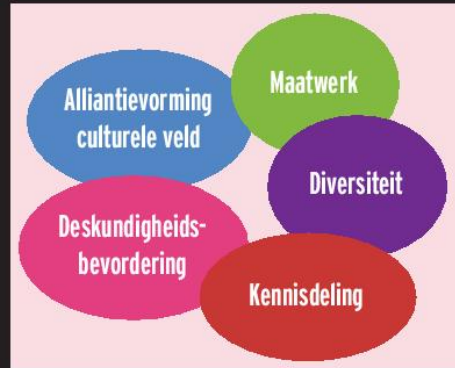 Alliantievorming
culturele veld
Maatwerk
Diversiteit
Deskundigheids-
bevordering
Kennisdeling